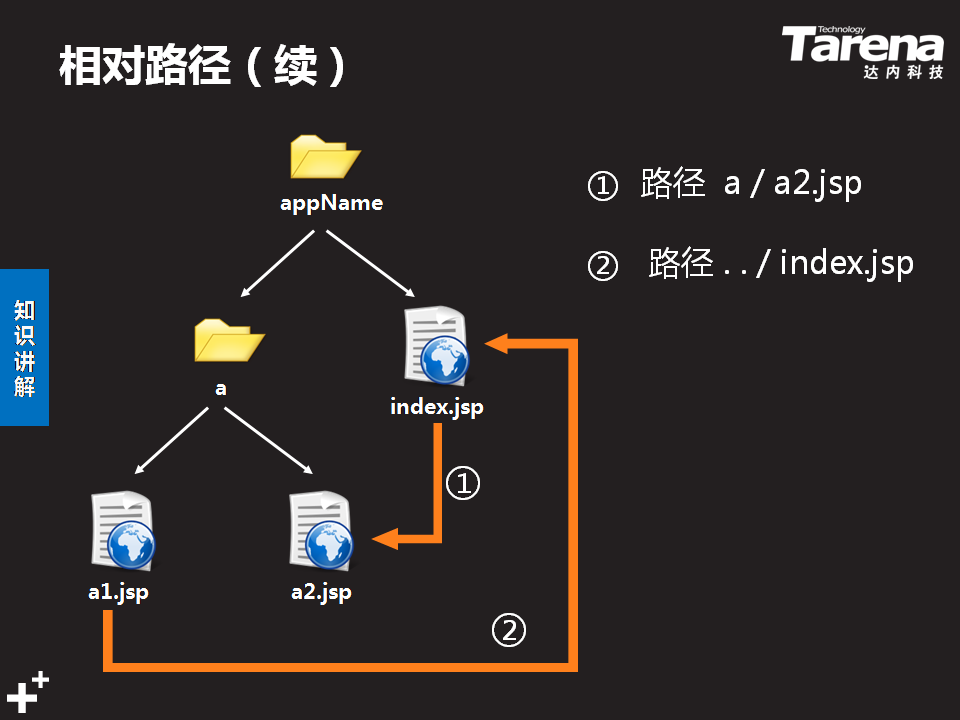 相对路径（续）
Technology
Tarena
达内科技
appName
① 路径 a / a2.jsp
② 路径 . . / index.jsp
知识讲解
a
index.jsp
①
a1.jsp
a2.jsp
②